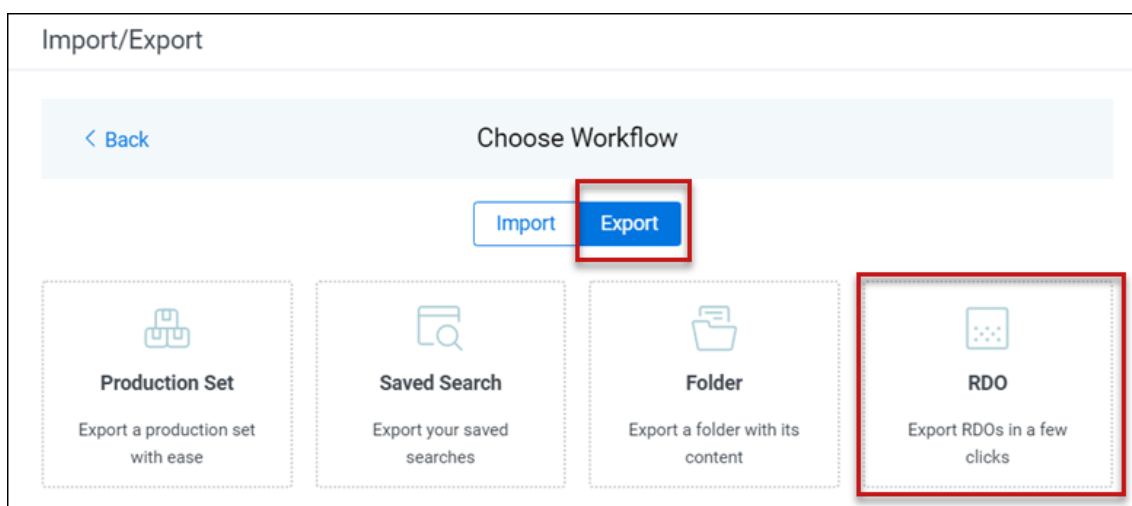 Import/Export
< Back
Choose Workflow
Import
Export
Production Set
Export a production set
with ease
Saved Search
Export your saved
searches
Folder
Export a folder with its
content
RDO
Export RDOs in a few
clicks